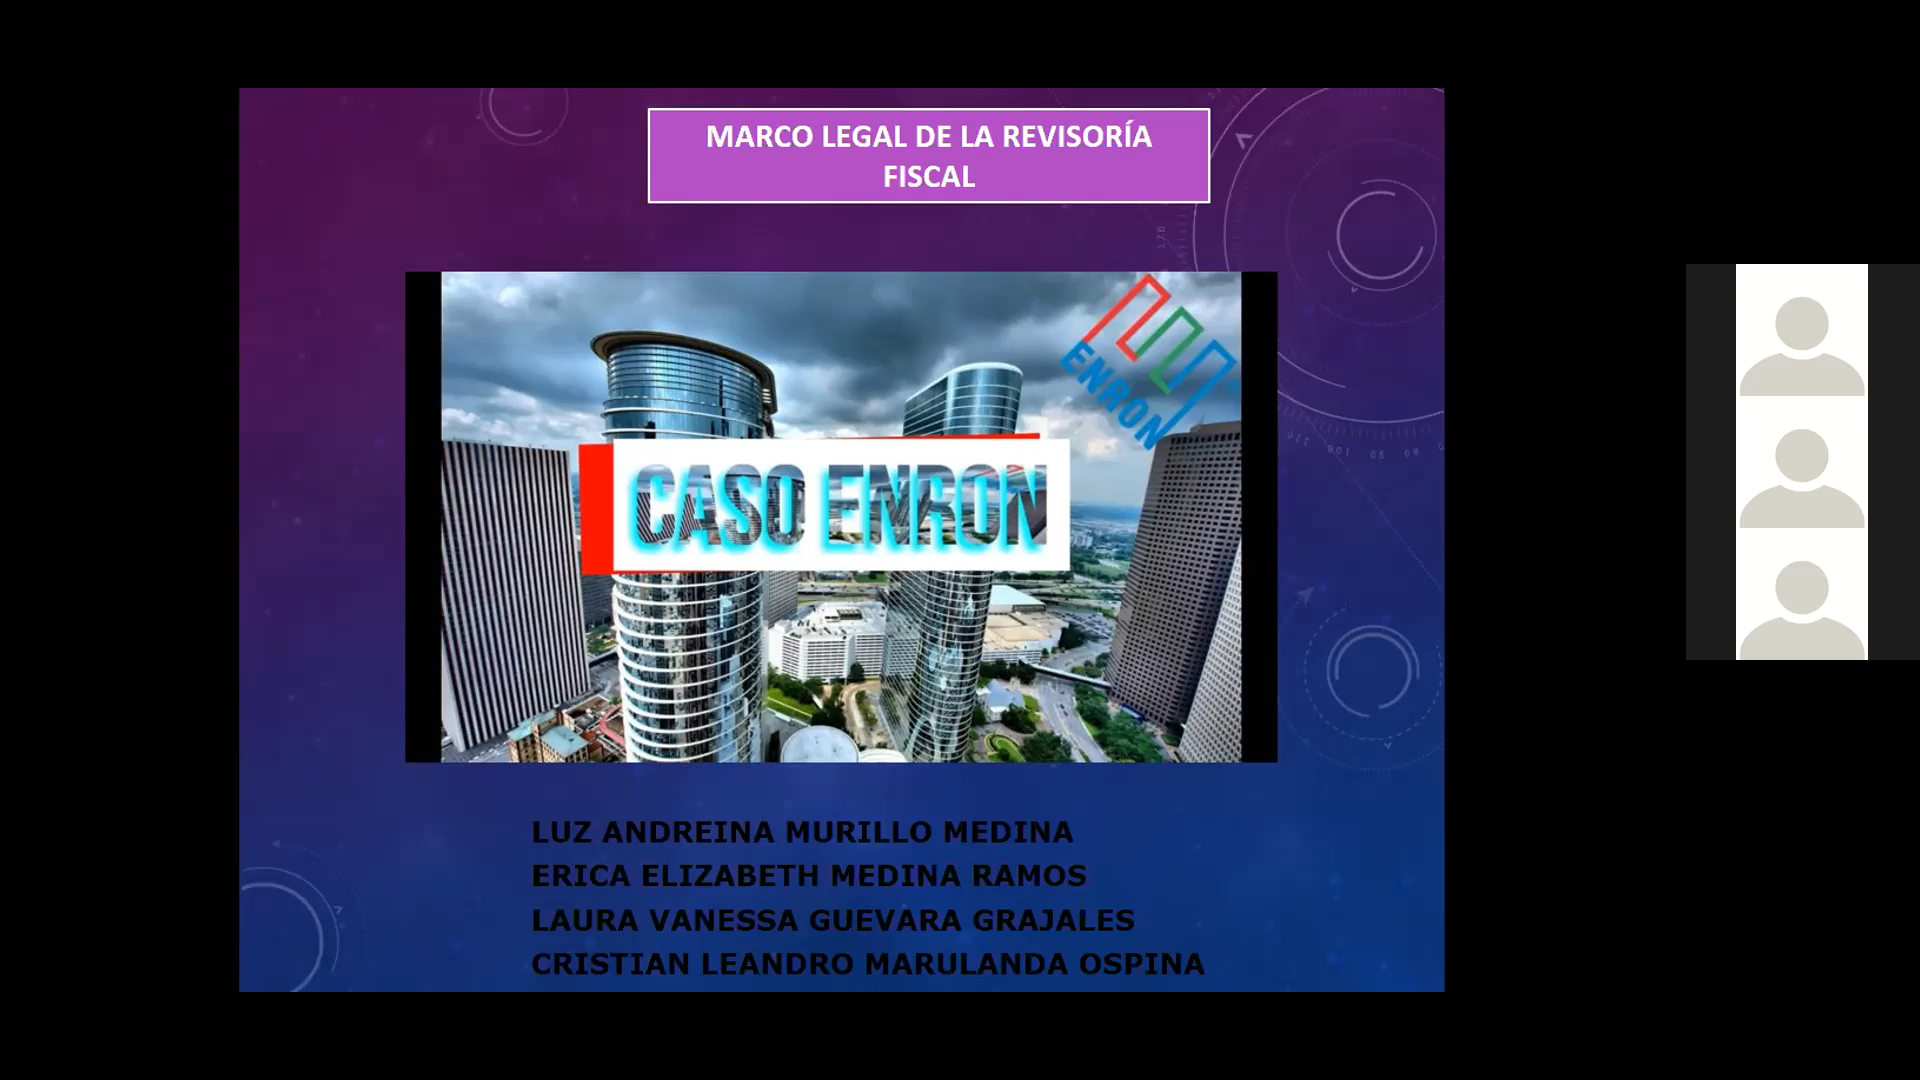 MARCO LEGAL DE LA REVISORÍA
FISCAL
ENRON
CASO ENRON
LUZ ANDREINA MURILLO MEDINA
ERICA ELIZABETH MEDINA RAMOS
LAURA VANESSA GUEVARA GRAJALES
CRISTIAN LEANDRO MARULANDA OSPINA